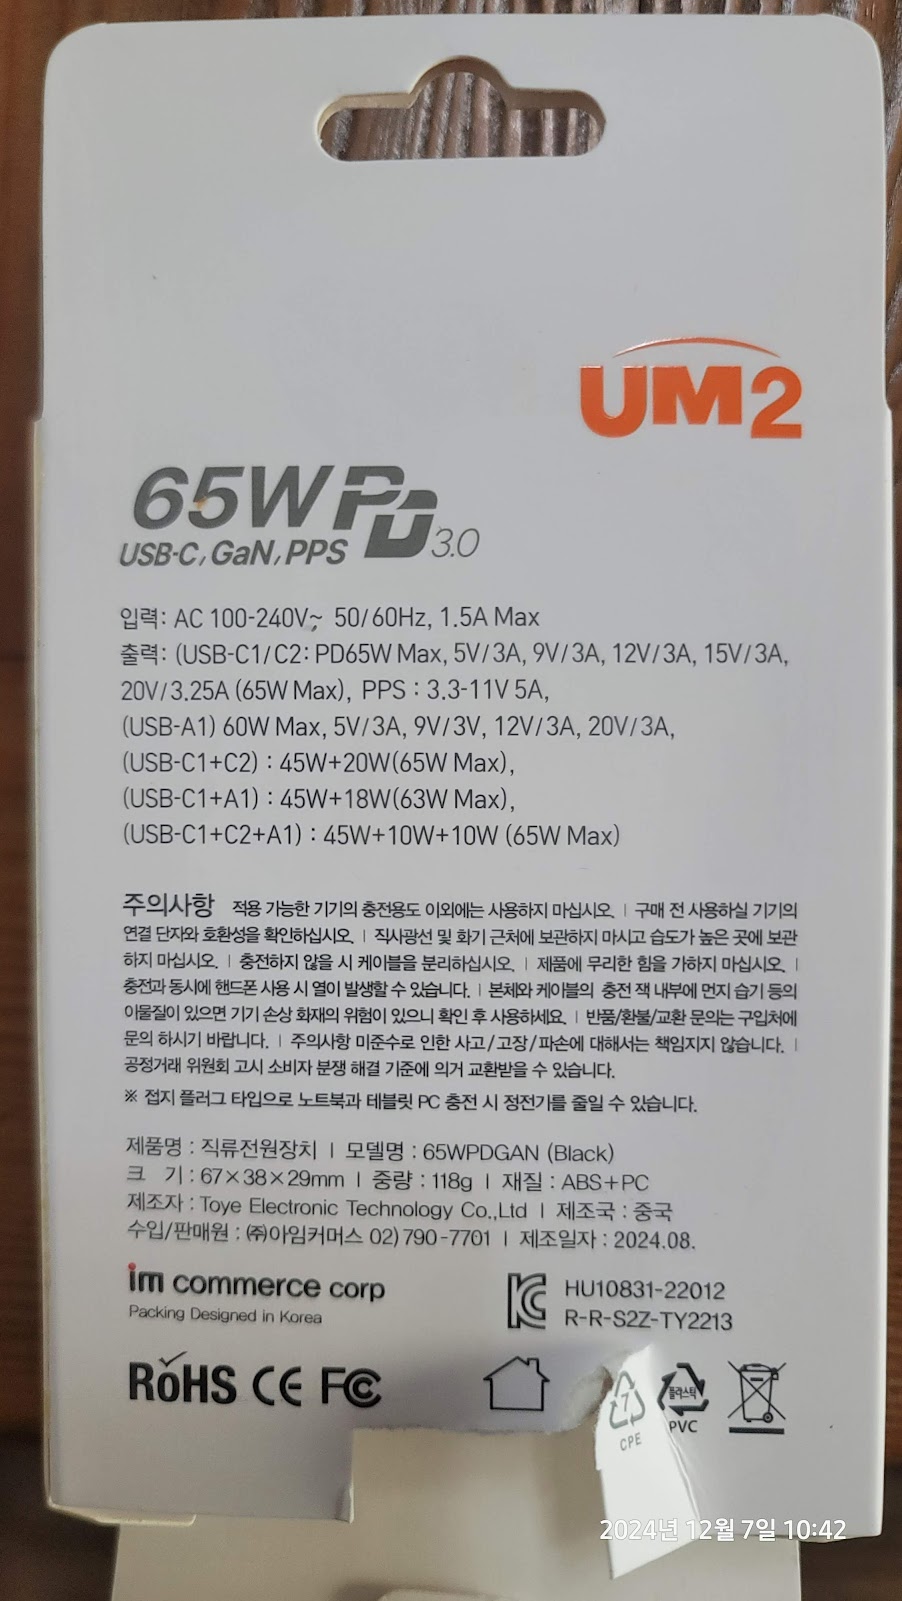 UM2
65W PD 3.0
USB-C, GaN, PPS
입력: AC 100-240V~ 50/60Hz, 1.5A Max
출력: (USB-C1/C2: PD65W Max, 5V/3A, 9V/3A, 12V/3A, 15V/3A,
20V/3.25A (65W Max), PPS : 3.3-11V 5A,
(USB-A1) 60W Max, 5V/3A, 9V/3V, 12V/3A, 20V/3A,
(USB-C1+C2) : 45W+20W(65W Max),
(USB-C1+A1) : 45W+18W(63W Max),
(USB-C1+C2+A1) : 45W+10W+10W (65W Max)
주의사항 적용 가능한 기기의 충전용도 이외에는 사용하지 마십시오. | 구매 전 사용하실 기기의
연결 단자와 호환성을 확인하십시오. | 직사광선 및 화기 근처에 보관하지 마시고 습도가 높은 곳에 보관
하지 마십시오. | 충전하지 않을 시 케이블을 분리하십시오. | 제품에 무리한 힘을 가하지 마십시오. |
충전과 동시에 핸드폰 사용 시 열이 발생할 수 있습니다. | 본체와 케이블의 충전 잭 내부에 먼지 습기 등의
이물질이 있으면 기기 손상 화재의 위험이 있으니 확인 후 사용하세요. | 반품/환불/교환 문의는 구입처에
문의 하시기 바랍니다. | 주의사항 미준수로 인한 사고/고장/파손에 대해서는 책임지지 않습니다. |
공정거래 위원회 고시 소비자 분쟁 해결 기준에 의거 교환받을 수 있습니다.
※ 접지 플러그 타입으로 노트북과 테블릿 PC 충전 시 정전기를 줄일 수 있습니다.
제품명 : 직류전원장치 | 모델명 : 65WPDGAN (Black)
크 기 : 67×38×29mm | 중량 : 118g | 재질 : ABS+PC
제조자 : Toye Electronic Technology Co.,Ltd | 제조국 : 중국
수입/판매원 : ㈜아임커머스 02) 790-7701 | 제조일자 : 2024.08.
im commerce corp
Packing Designed in Korea
HU10831-22012
R-R-S2Z-TY2213
RoHS CE FC
7
CPE
플라스틱
PVC
2024년 12월 7일 10:42